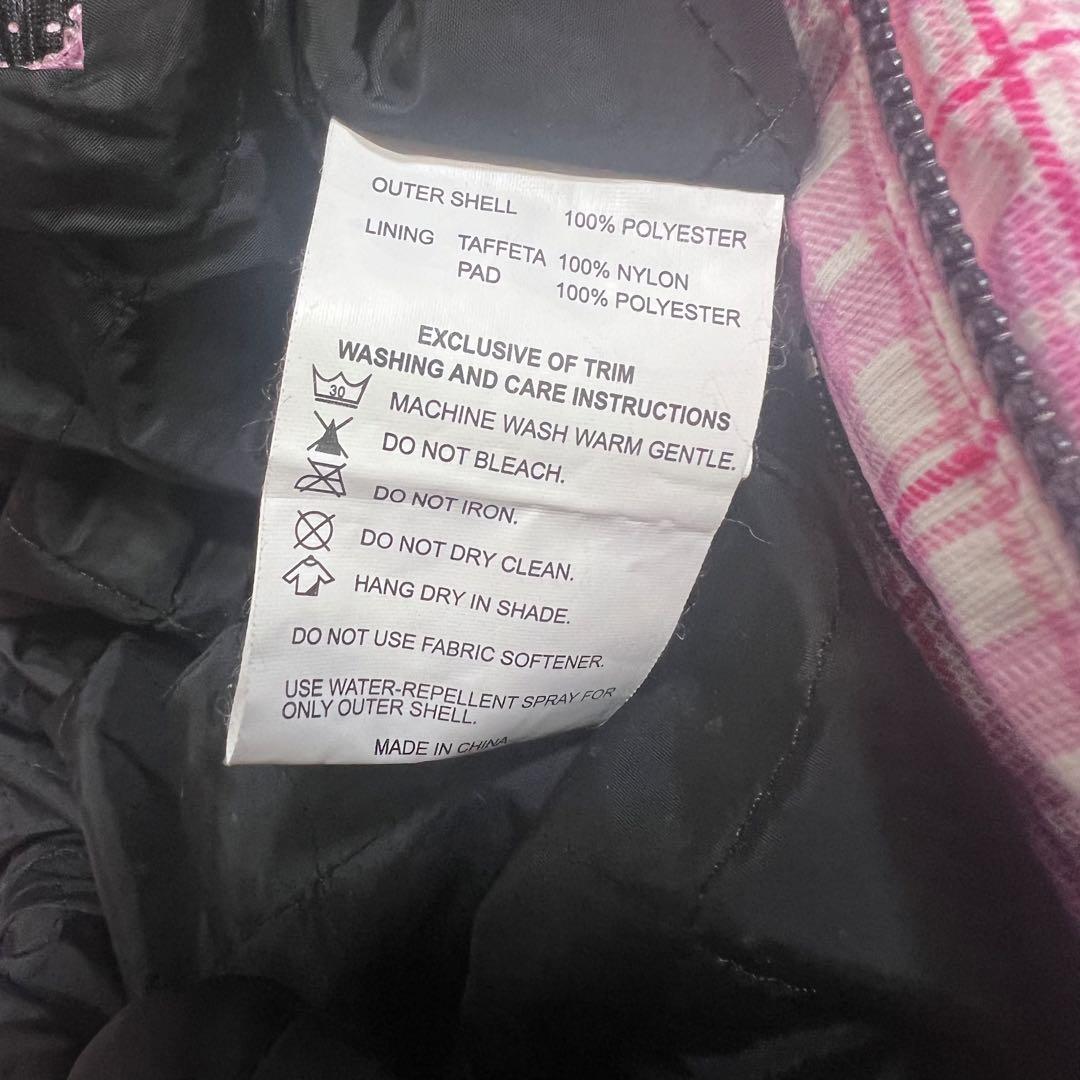 OUTER SHELL 100% POLYESTER
LINING TAFFETA 100% NYLON
PAD 100% POLYESTER
EXCLUSIVE OF TRIM
WASHING AND CARE INSTRUCTIONS
30 MACHINE WASH WARM GENTLE.
DO NOT BLEACH.
DO NOT IRON.
DO NOT DRY CLEAN.
HANG DRY IN SHADE.
DO NOT USE FABRIC SOFTENER.
USE WATER-REPELLENT SPRAY FOR
ONLY OUTER SHELL.
MADE IN CHINA